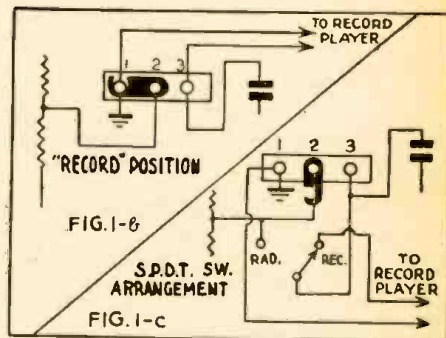 TO RECORD
PLAYER
1 2 3
"RECORD" POSITION
FIG.1-b
1 2 3
RAD. REC.
S.P.D.T. SW.
ARRANGEMENT
TO
RECORD
PLAYER
FIG.1-c